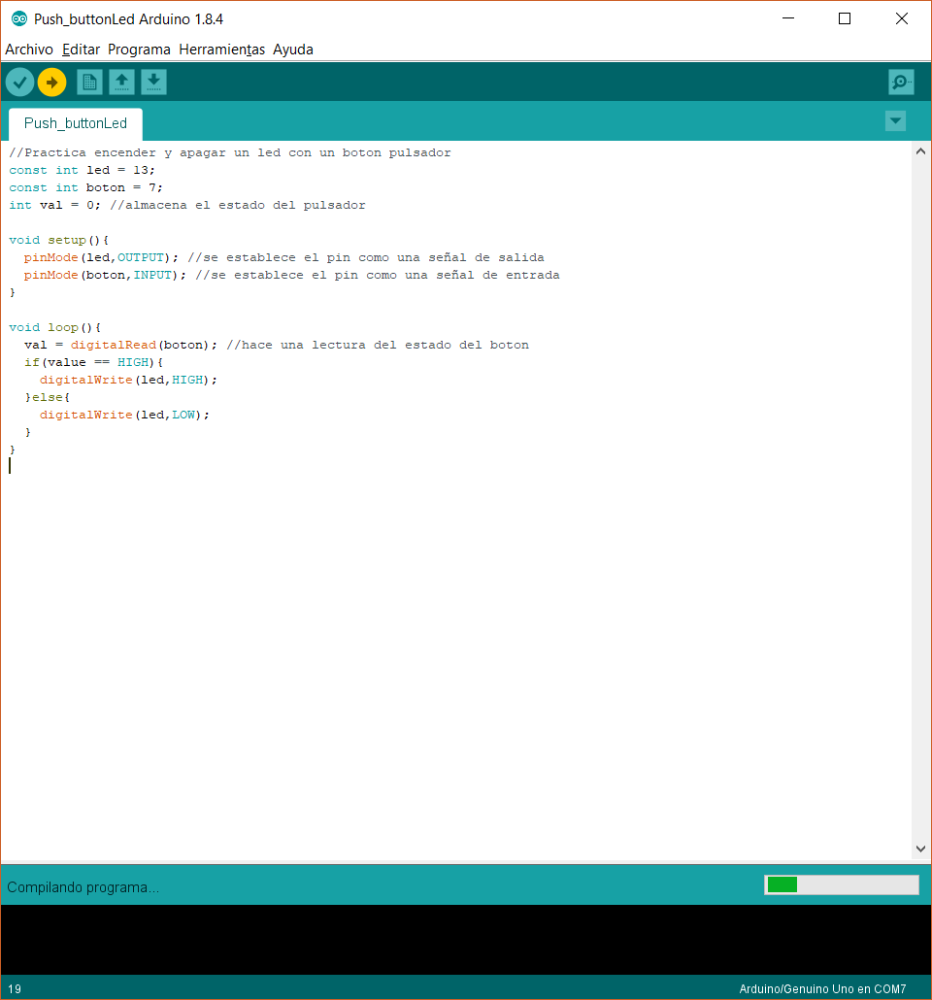 Push_buttonLed Arduino 1.8.4
Archivo Editar Programa Herramientas Ayuda
Push_buttonLed
//Practica encender y apagar un led con un boton pulsador
const int led = 13;
const int boton = 7;
int val = 0; //almacena el estado del pulsador
void setup(){
  pinMode(led,OUTPUT); //se establece el pin como una señal de salida
  pinMode(boton,INPUT); //se establece el pin como una señal de entrada
}
void loop(){
  val = digitalRead(boton); //hace una lectura del estado del boton
  if(value == HIGH){
    digitalWrite(led,HIGH);
  }else{
    digitalWrite(led,LOW);
  }
}
Compilando programa...
19 Arduino/Genuino Uno en COM7